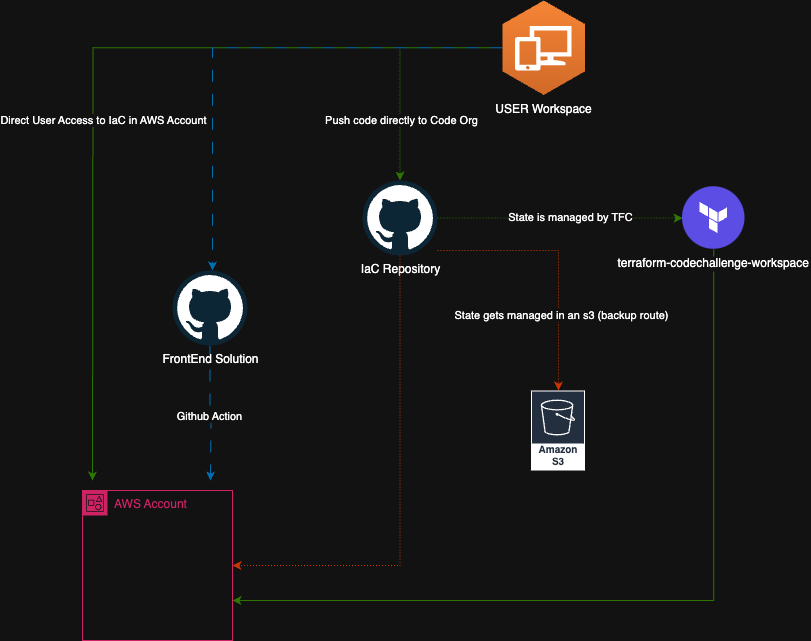 USER Workspace
Direct User Access to IaC in AWS Account
Push code directly to Code Org
State is managed by TFC
terraform-codechallenge-workspace
IaC Repository
State gets managed in an s3 (backup route)
FrontEnd Solution
Github Action
Amazon
S3
AWS Account